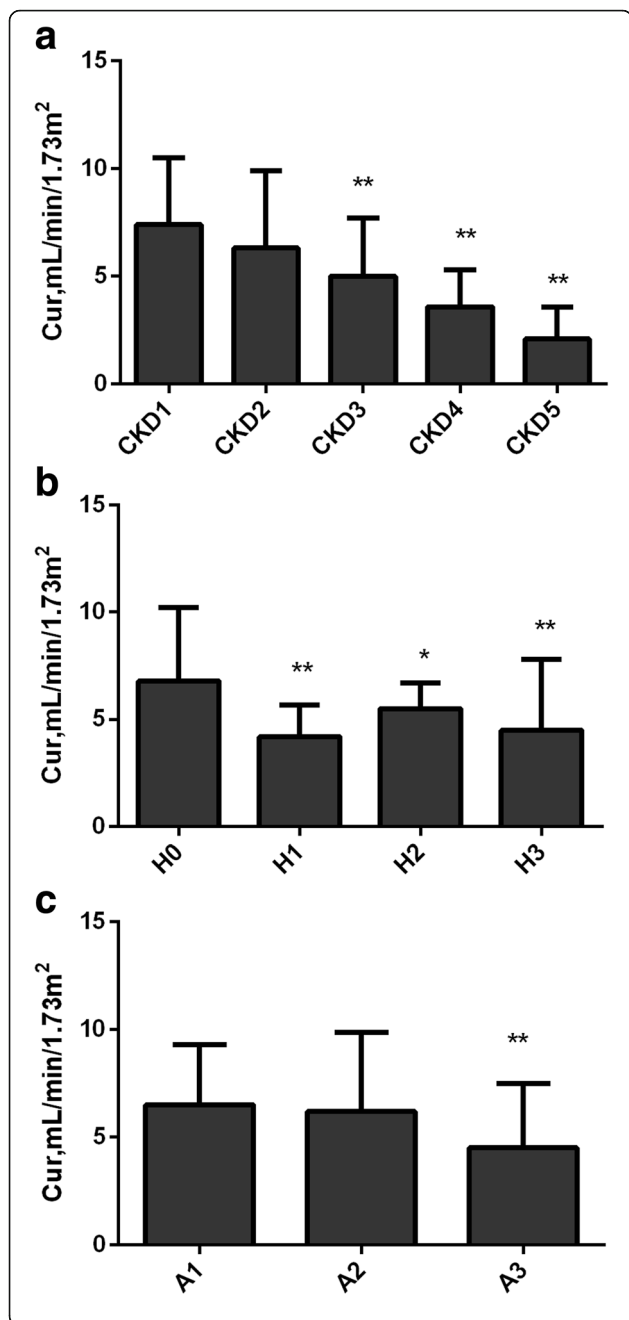 a
15
10
5
0
Cur,mL/min/1.73m²
**
**
**
CKD1
CKD2
CKD3
CKD4
CKD5
b
15
10
5
0
Cur,mL/min/1.73m²
**
*
**
H0
H1
H2
H3
c
15
10
5
0
Cur,mL/min/1.73m²
**
A1
A2
A3